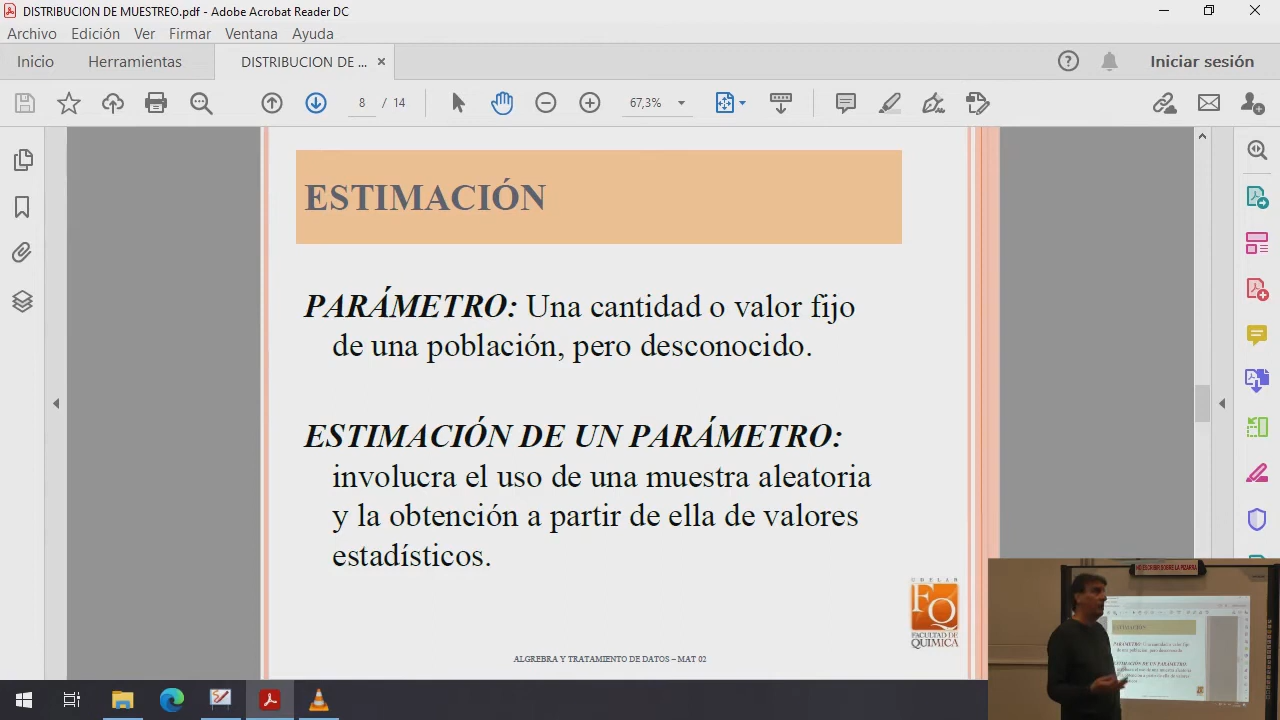 DISTRIBUCION DE MUESTREO.pdf - Adobe Acrobat Reader DC
Archivo Edición Ver Firmar Ventana Ayuda
Inicio Herramientas DISTRIBUCION DE ... × Iniciar sesión
8 / 14 67,3%
ESTIMACIÓN
PARÁMETRO: Una cantidad o valor fijo
de una población, pero desconocido.
ESTIMACIÓN DE UN PARÁMETRO:
involucra el uso de una muestra aleatoria
y la obtención a partir de ella de valores
estadísticos.
UDELAR
FQ
FACULTAD DE
QUIMICA
ALGREBRA Y TRATAMIENTO DE DATOS – MAT 02